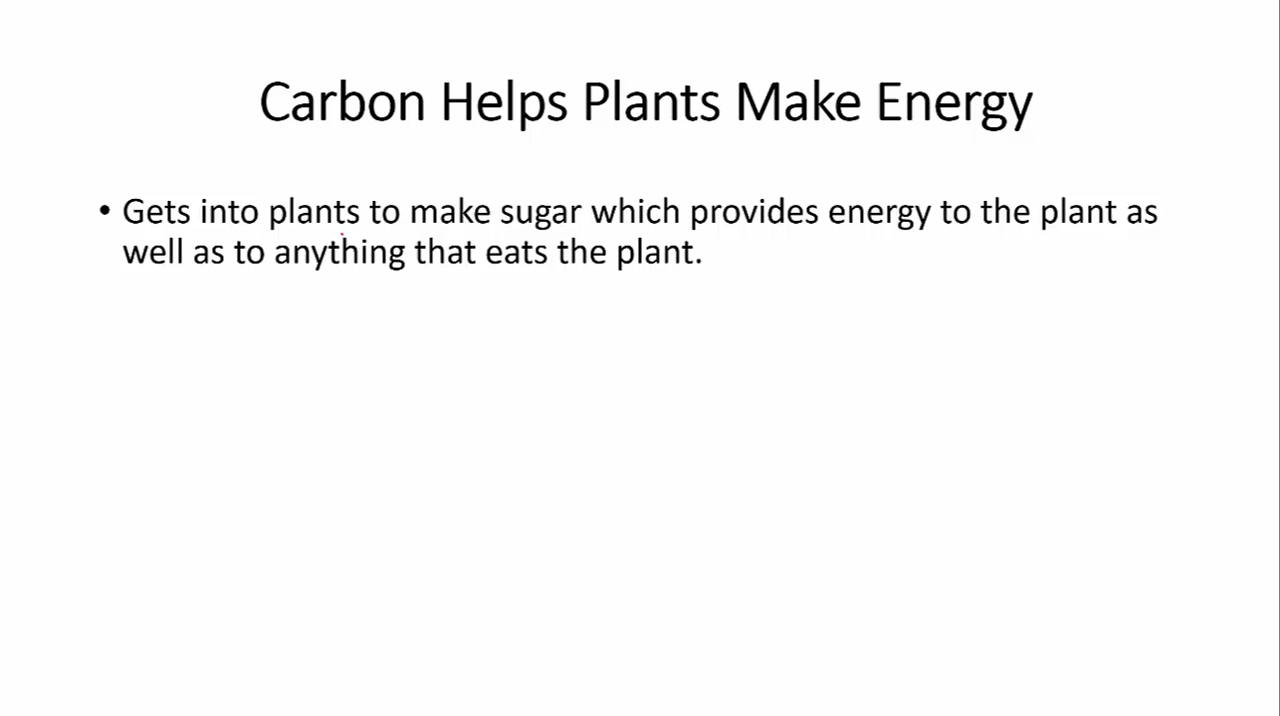 Carbon Helps Plants Make Energy
• Gets into plants to make sugar which provides energy to the plant as
well as to anything that eats the plant.